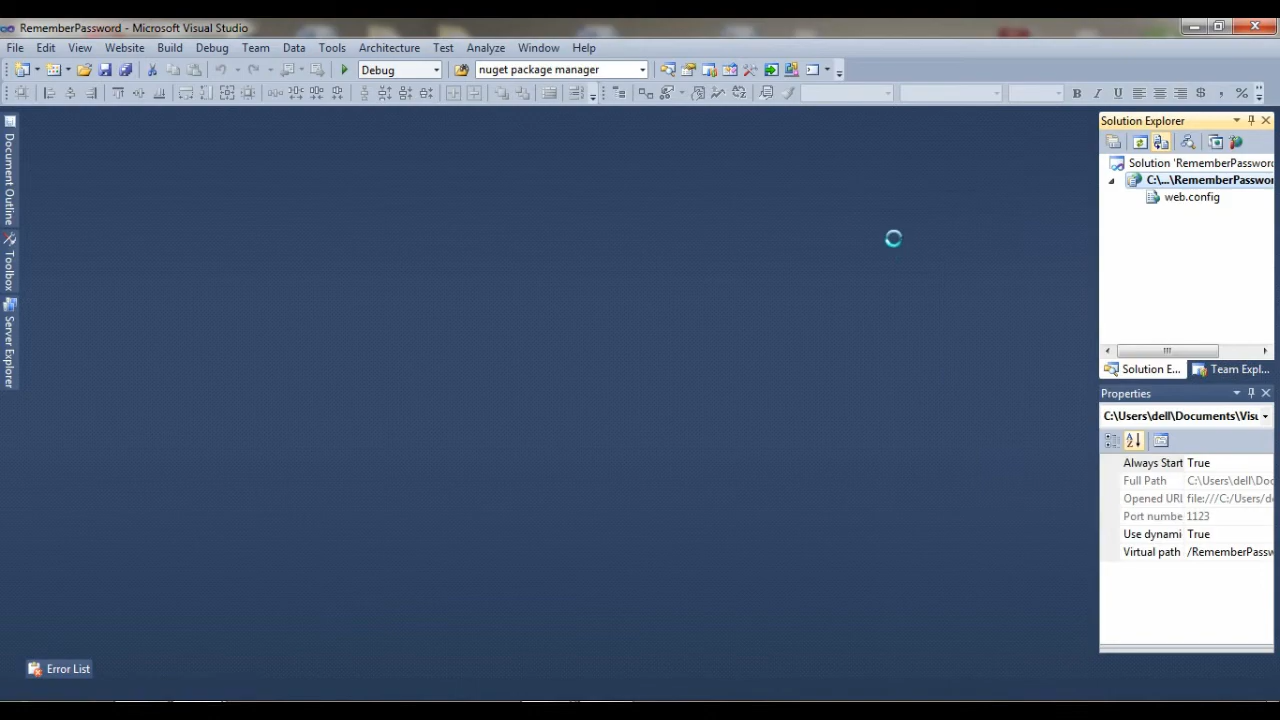 RememberPassword - Microsoft Visual Studio
File Edit View Website Build Debug Team Data Tools Architecture Test Analyze Window Help
Debug nuget package manager
Document Outline
Toolbox
Server Explorer
Solution Explorer
Solution 'RememberPassword
C:\...\RememberPasswor
web.config
Solution E... Team Expl...
Properties
C:\Users\dell\Documents\Visu
Always Start True
Full Path C:\Users\dell\Doc
Opened URL file:///C:/Users/de
Port numbe 1123
Use dynami True
Virtual path /RememberPassw
Error List